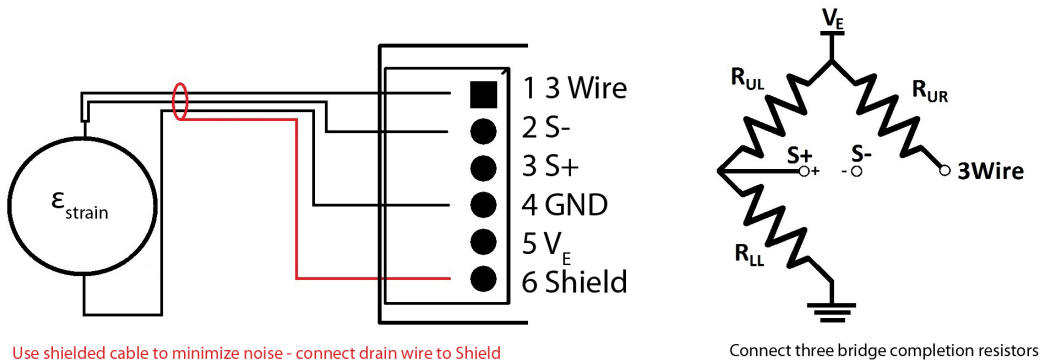 1 3 Wire
2 S-
3 S+
4 GND
5 VE
6 Shield
εstrain
Use shielded cable to minimize noise - connect drain wire to Shield
VE
RUL
RUR
S+
S-
+
-
3Wire
RLL
Connect three bridge completion resistors